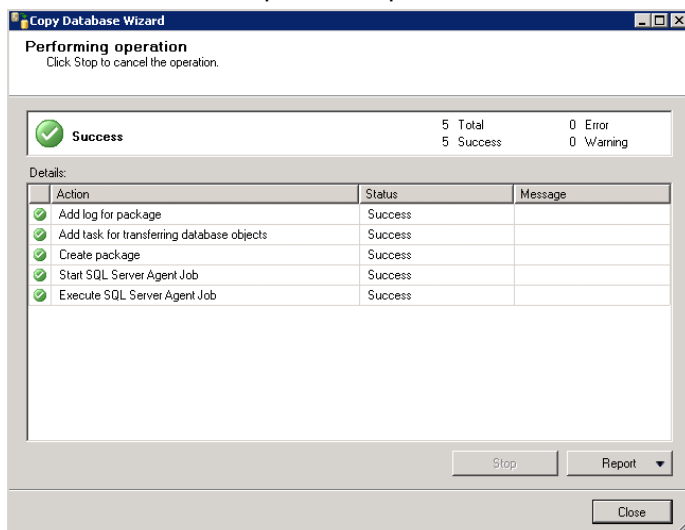 Copy Database Wizard
Performing operation
Click Stop to cancel the operation.
Success 5 Total 0 Error
5 Success 0 Warning
Details:
Action Status Message
Add log for package Success
Add task for transferring database objects Success
Create package Success
Start SQL Server Agent Job Success
Execute SQL Server Agent Job Success
Stop Report
Close